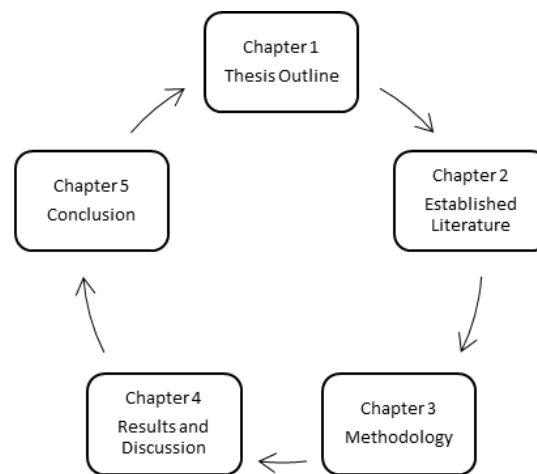 Chapter 1
Thesis Outline
Chapter 2
Established
Literature
Chapter 3
Methodology
Chapter 4
Results and
Discussion
Chapter 5
Conclusion